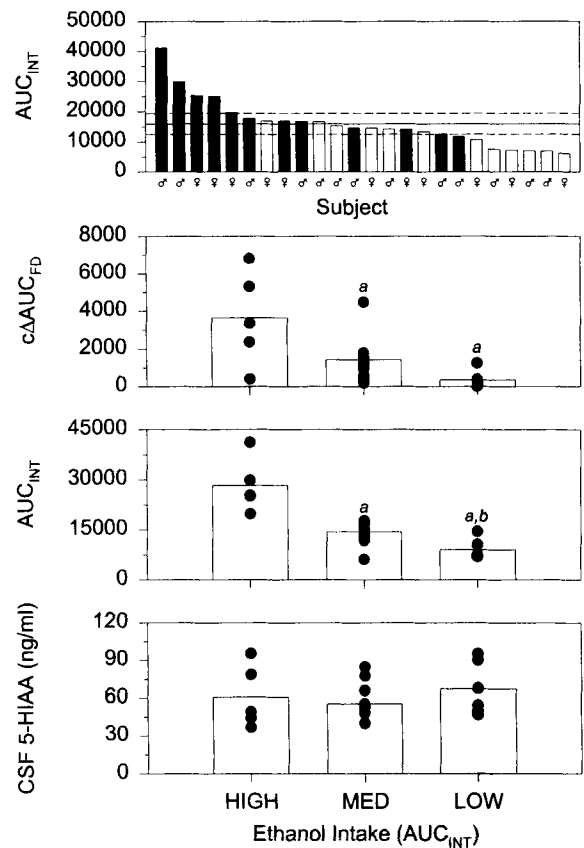 50000
40000
30000
20000
10000
0
AUC_INT
♂ ♂ ♀ ♀ ♀ ♂ ♀ ♀ ♂ ♂ ♂ ♂ ♀ ♂ ♀ ♀ ♂ ♂ ♀ ♂ ♀ ♂ ♂ ♀
Subject
8000
6000
4000
2000
0
cΔAUC_FD
a
a
45000
30000
15000
0
AUC_INT
a
a,b
120
90
60
30
0
CSF 5-HIAA (ng/ml)
HIGH MED LOW
Ethanol Intake (AUC_INT)